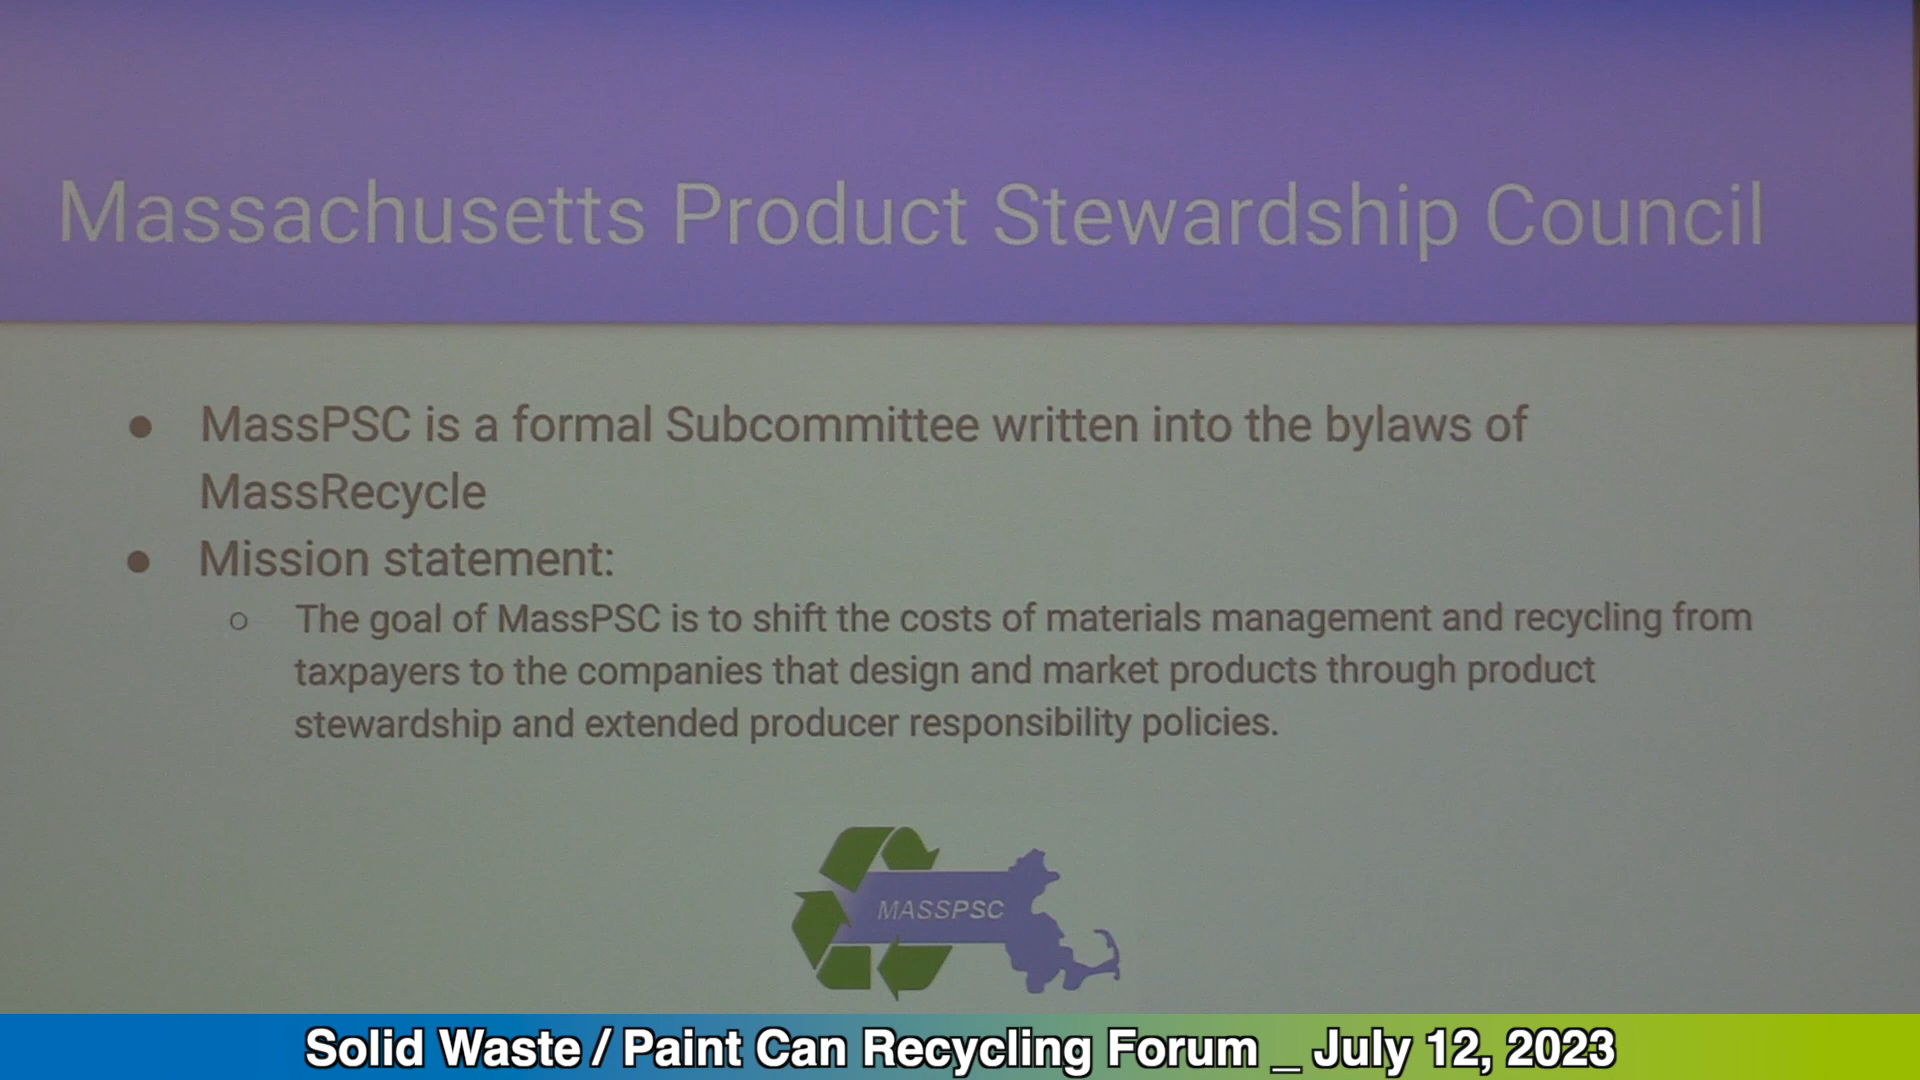 Massachusetts Product Stewardship Council
● MassPSC is a formal Subcommittee written into the bylaws of
MassRecycle
● Mission statement:
○ The goal of MassPSC is to shift the costs of materials management and recycling from
taxpayers to the companies that design and market products through product
stewardship and extended producer responsibility policies.
MASSPSC
Solid Waste / Paint Can Recycling Forum _ July 12, 2023